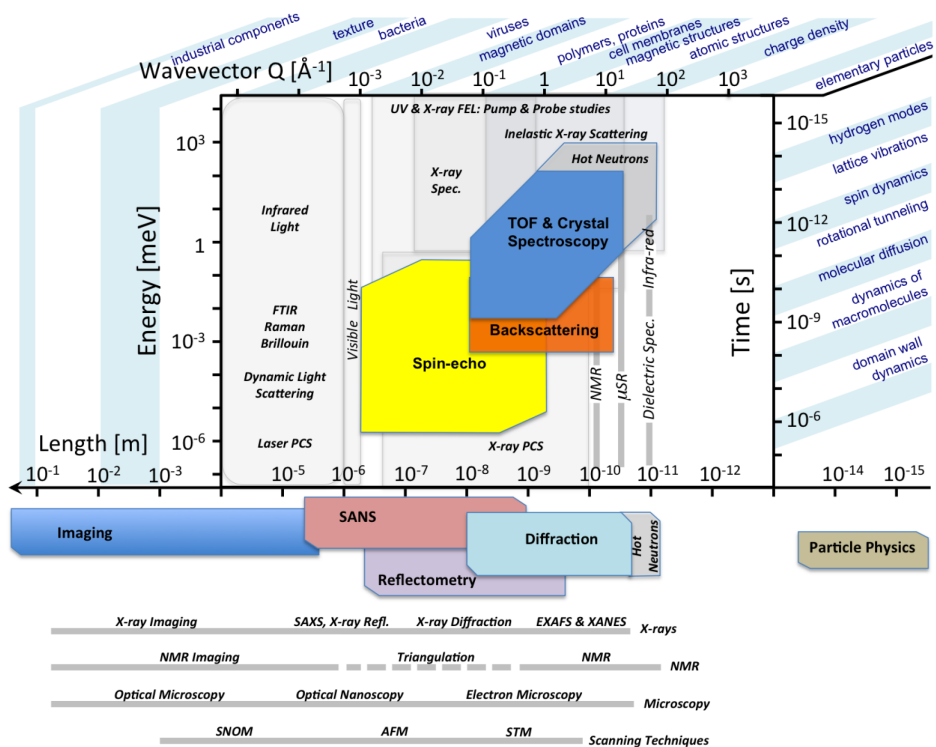 industrial components
texture
bacteria
viruses
magnetic domains
polymers, proteins
cell membranes
magnetic structures
atomic structures
charge density
elementary particles
Wavevector Q [Å⁻¹]
10⁻³ 10⁻² 10⁻¹ 1 10¹ 10² 10³
UV & X-ray FEL: Pump & Probe studies
Inelastic X-ray Scattering
Hot Neutrons
X-ray
Spec.
TOF & Crystal
Spectroscopy
Infrared
Light
Energy [meV]
10³
1
10⁻³
10⁻⁶
Time [s]
10⁻¹⁵
10⁻¹²
10⁻⁹
10⁻⁶
hydrogen modes
lattice vibrations
spin dynamics
rotational tunneling
molecular diffusion
dynamics of
macromolecules
domain wall
dynamics
Visible Light
FTIR
Raman
Brillouin
Dynamic Light
Scattering
Laser PCS
Backscattering
Spin-echo
X-ray PCS
NMR
µSR
Dielectric Spec.
Infra-red
Length [m]
10⁻¹ 10⁻² 10⁻³ 10⁻⁵ 10⁻⁶ 10⁻⁷ 10⁻⁸ 10⁻⁹ 10⁻¹⁰ 10⁻¹¹ 10⁻¹² 10⁻¹⁴ 10⁻¹⁵
Imaging
SANS
Reflectometry
Diffraction
Hot
Neutrons
Particle Physics
X-ray Imaging SAXS, X-ray Refl. X-ray Diffraction EXAFS & XANES X-rays
NMR Imaging Triangulation NMR NMR
Optical Microscopy Optical Nanoscopy Electron Microscopy Microscopy
SNOM AFM STM Scanning Techniques